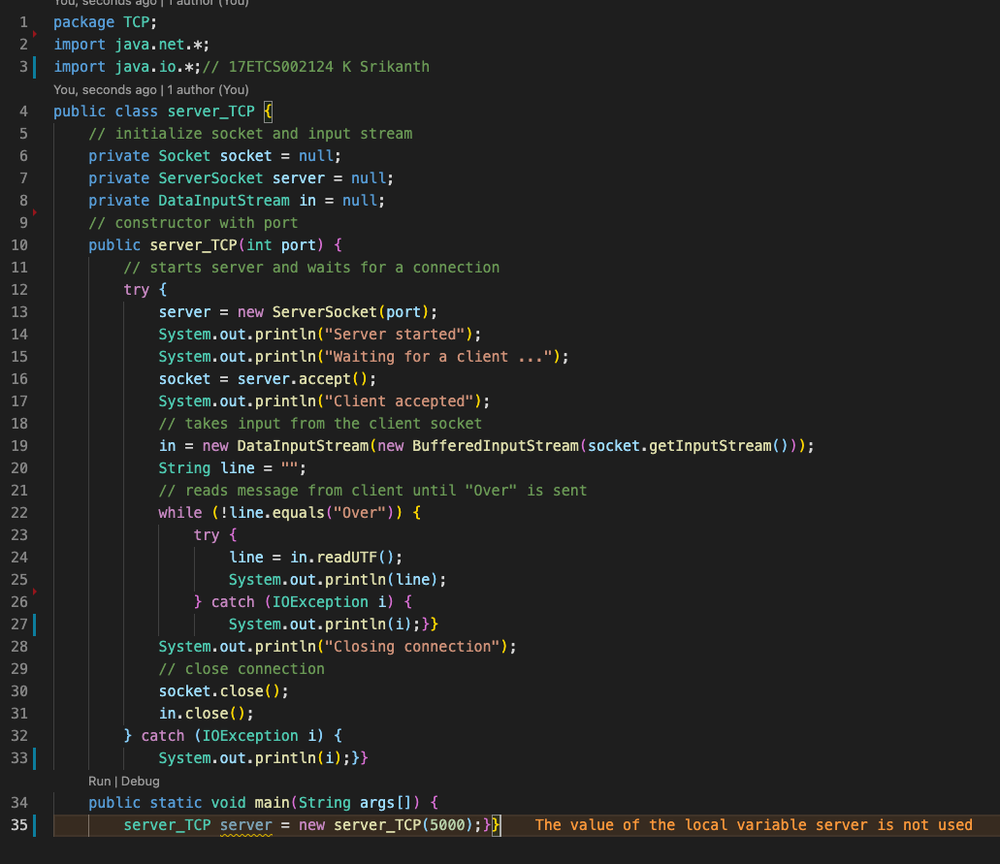 You, seconds ago | 1 author (You)
1 package TCP;
2 import java.net.*;
3 import java.io.*;// 17ETCS002124 K Srikanth
You, seconds ago | 1 author (You)
4 public class server_TCP {
5     // initialize socket and input stream
6     private Socket socket = null;
7     private ServerSocket server = null;
8     private DataInputStream in = null;
9     // constructor with port
10     public server_TCP(int port) {
11         // starts server and waits for a connection
12         try {
13             server = new ServerSocket(port);
14             System.out.println("Server started");
15             System.out.println("Waiting for a client ...");
16             socket = server.accept();
17             System.out.println("Client accepted");
18             // takes input from the client socket
19             in = new DataInputStream(new BufferedInputStream(socket.getInputStream()));
20             String line = "";
21             // reads message from client until "Over" is sent
22             while (!line.equals("Over")) {
23                 try {
24                     line = in.readUTF();
25                     System.out.println(line);
26                 } catch (IOException i) {
27                     System.out.println(i);}}
28             System.out.println("Closing connection");
29             // close connection
30             socket.close();
31             in.close();
32         } catch (IOException i) {
33             System.out.println(i);}}
Run | Debug
34     public static void main(String args[]) {
35         server_TCP server = new server_TCP(5000);}} The value of the local variable server is not used